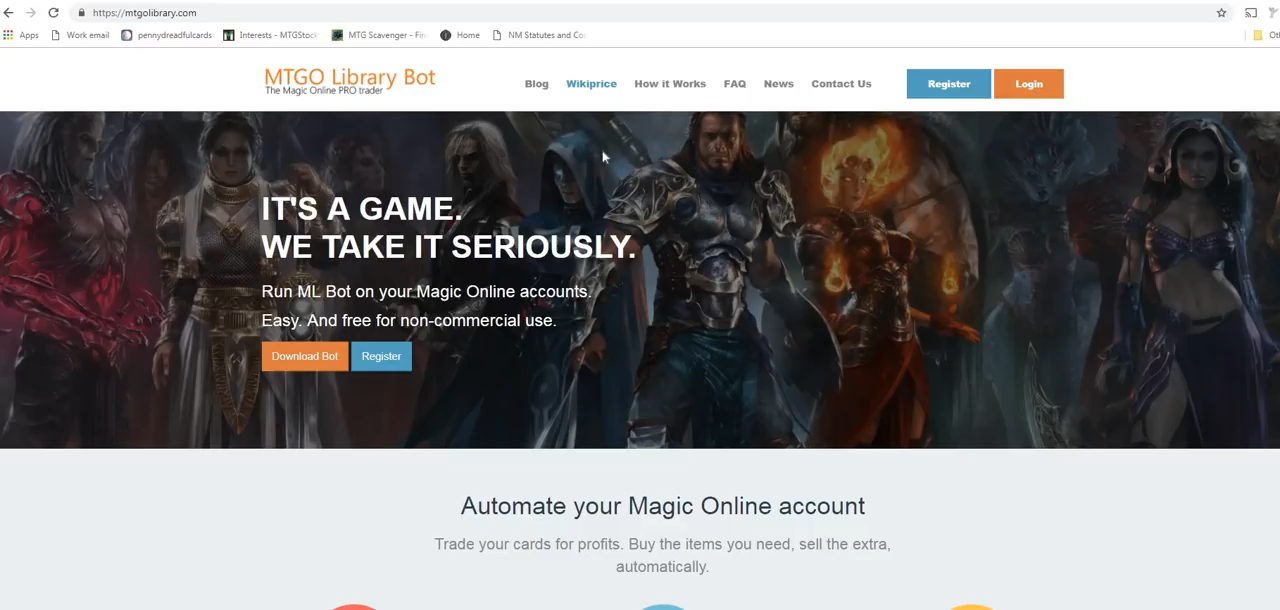 https://mtgolibrary.com
Apps Work email pennydreadfulcards Interests - MTGStock MTG Scavenger - Fi Home NM Statutes and Co
MTGO Library Bot
The Magic Online PRO trader
Blog Wikiprice How it Works FAQ News Contact Us Register Login
IT'S A GAME.
WE TAKE IT SERIOUSLY.
Run ML Bot on your Magic Online accounts.
Easy. And free for non-commercial use.
Download Bot Register
Automate your Magic Online account
Trade your cards for profits. Buy the items you need, sell the extra,
automatically.